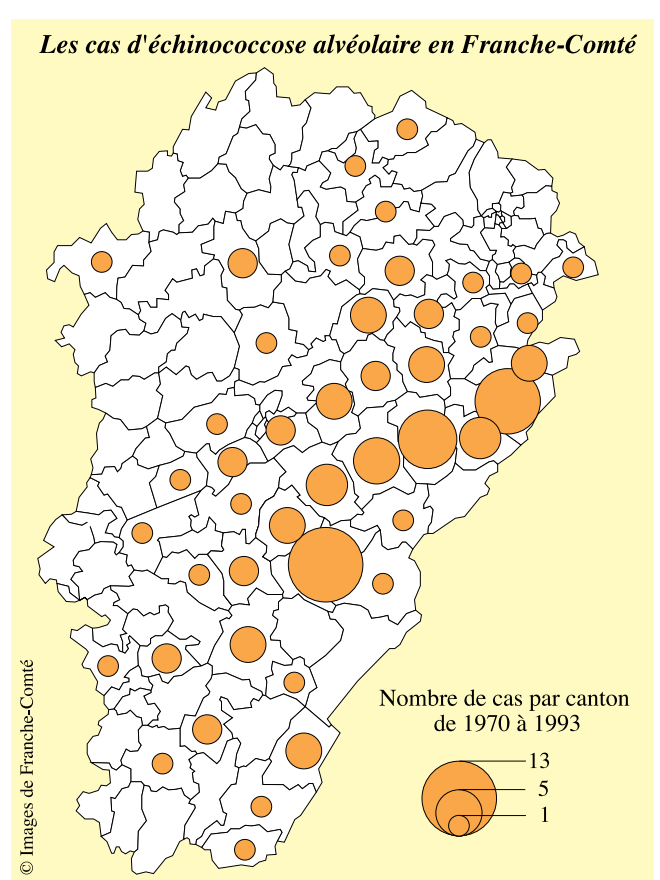 Les cas d'échinococcose alvéolaire en Franche-Comté
Nombre de cas par canton
de 1970 à 1993
13
5
1
© Images de Franche-Comté